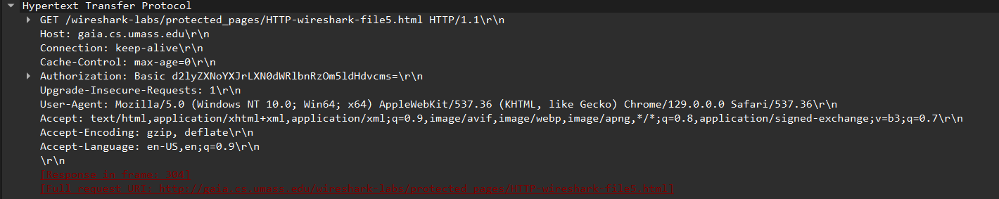 Hypertext Transfer Protocol
GET /wireshark-labs/protected_pages/HTTP-wireshark-file5.html HTTP/1.1\r\n
Host: gaia.cs.umass.edu\r\n
Connection: keep-alive\r\n
Cache-Control: max-age=0\r\n
Authorization: Basic d2lyZXNoYXJrLXN0dWRlbnRzOm5ldHdvcms=\r\n
Upgrade-Insecure-Requests: 1\r\n
User-Agent: Mozilla/5.0 (Windows NT 10.0; Win64; x64) AppleWebKit/537.36 (KHTML, like Gecko) Chrome/129.0.0.0 Safari/537.36\r\n
Accept: text/html,application/xhtml+xml,application/xml;q=0.9,image/avif,image/webp,image/apng,*/*;q=0.8,application/signed-exchange;v=b3;q=0.7\r\n
Accept-Encoding: gzip, deflate\r\n
Accept-Language: en-US,en;q=0.9\r\n
\r\n
[Response in frame: 304]
[Full request URI: http://gaia.cs.umass.edu/wireshark-labs/protected_pages/HTTP-wireshark-file5.html]